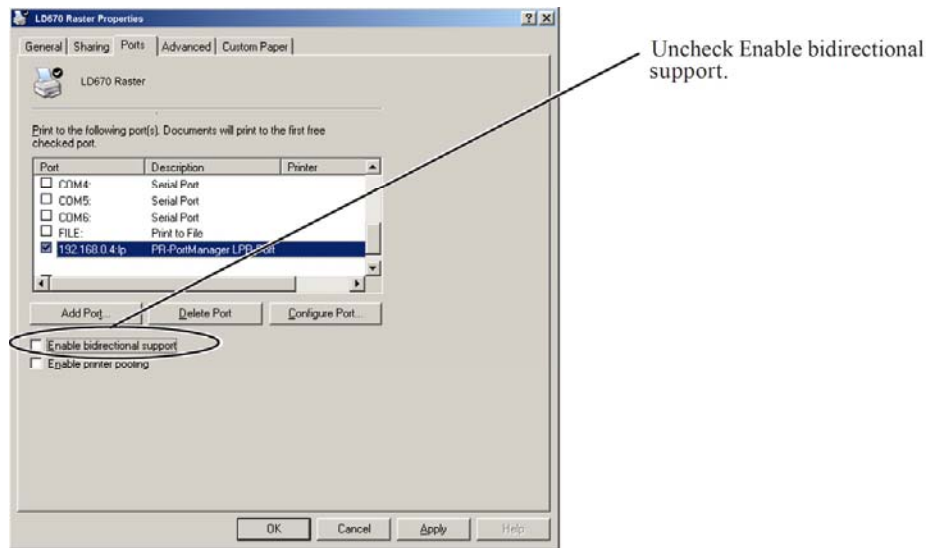 LD670 Raster Properties
General Sharing Ports Advanced Custom Paper
LD670 Raster
Print to the following port(s). Documents will print to the first free
checked port.
Port Description Printer
COM4: Serial Port
COM5: Serial Port
COM6: Serial Port
FILE: Print to File
192.168.0.4:lp PR-PortManager LPR-Port
Add Port... Delete Port Configure Port...
Enable bidirectional support
Enable printer pooling
OK Cancel Apply Help
Uncheck Enable bidirectional
support.